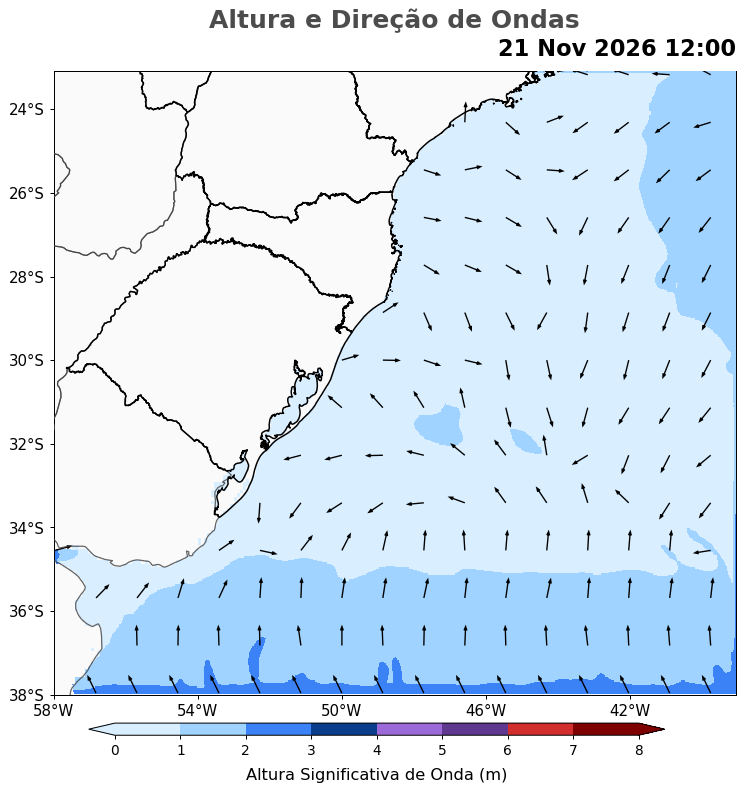 Altura e Direção de Ondas
21 Nov 2026 12:00
24°S
26°S
28°S
30°S
32°S
34°S
36°S
38°S
58°W 54°W 50°W 46°W 42°W
0 1 2 3 4 5 6 7 8
Altura Significativa de Onda (m)